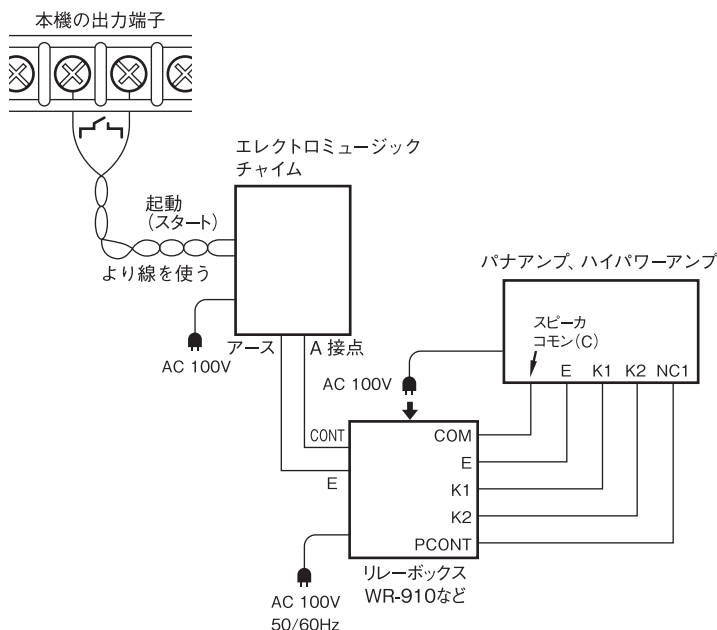 本機の出力端子
エレクトロミュージック
チャイム
起動
(スタート)
より線を使う
AC 100V
アース
A 接点
パナアンプ、ハイパワーアンプ
スピーカ
コモン(C)
E K1 K2 NC1
AC 100V
CONT
E
COM
E
K1
K2
PCONT
リレーボックス
WR-910など
AC 100V
50/60Hz